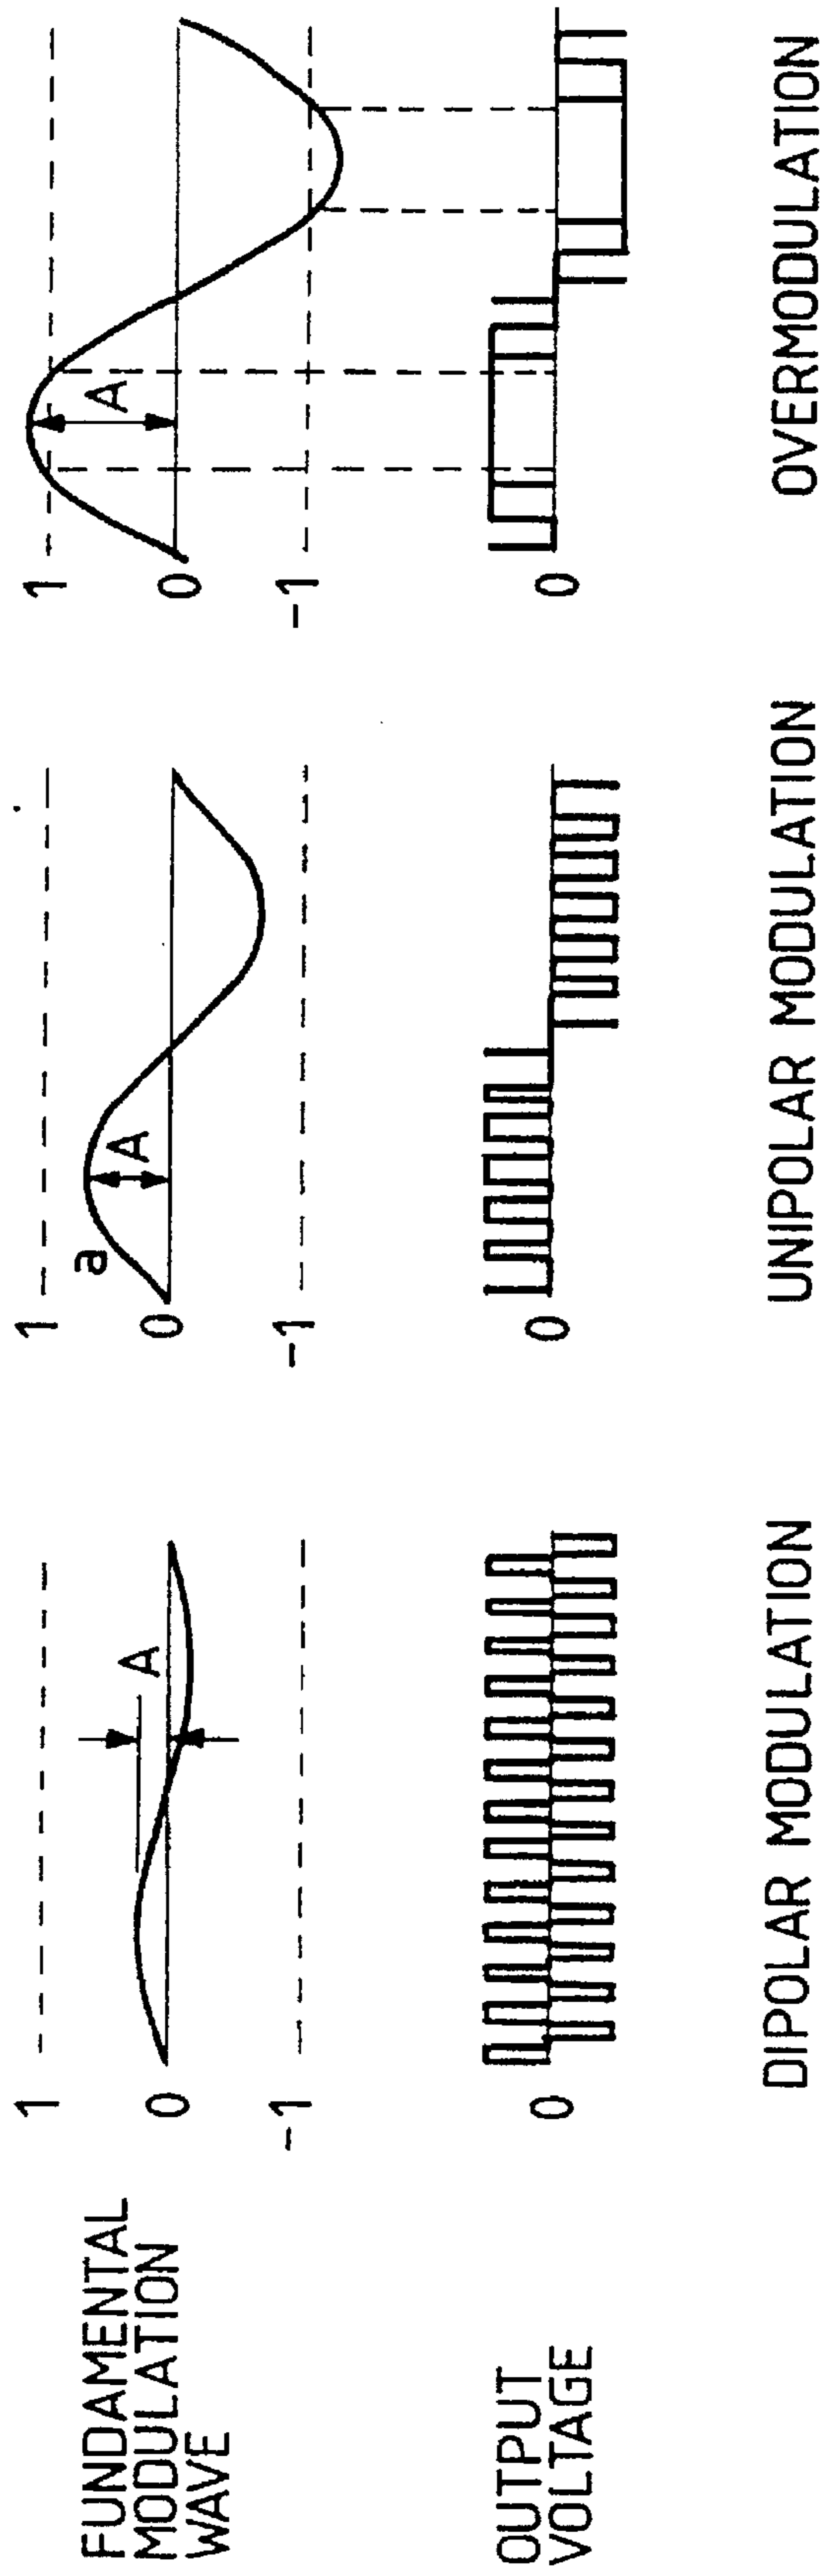 FUNDAMENTAL
MODULATION
WAVE
1
0
-1
A
1
0
-1
a
A
1
0
-1
A
OUTPUT
VOLTAGE
0
0
0
DIPOLAR MODULATION
UNIPOLAR MODULATION
OVERMODULATION